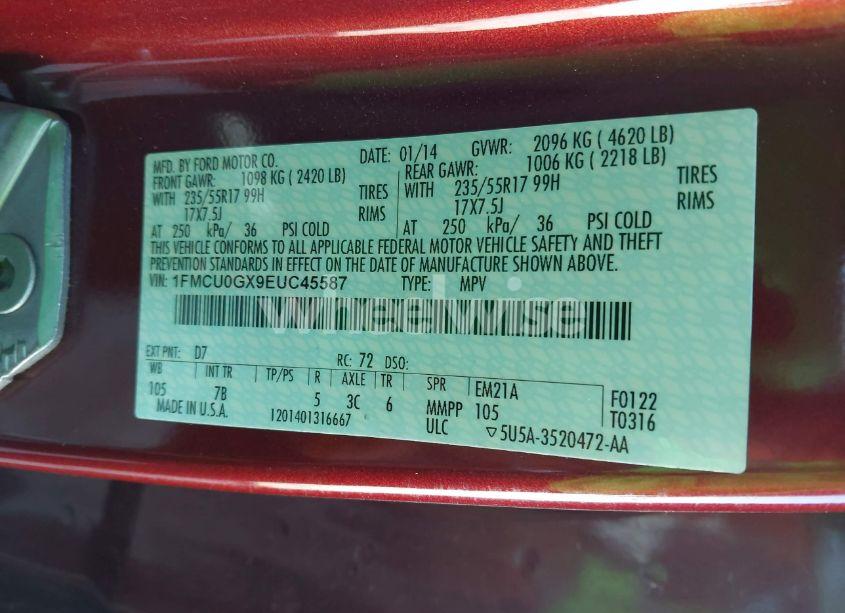 MFD. BY FORD MOTOR CO. DATE: 01/14 GVWR: 2096 KG ( 4620 LB)
FRONT GAWR: 1098 KG ( 2420 LB) REAR GAWR: 1006 KG ( 2218 LB)
WITH 235/55R17 99H TIRES WITH 235/55R17 99H TIRES
17X7.5J RIMS 17X7.5J RIMS
AT 250 kPa/ 36 PSI COLD AT 250 kPa/ 36 PSI COLD
THIS VEHICLE CONFORMS TO ALL APPLICABLE FEDERAL MOTOR VEHICLE SAFETY AND THEFT
PREVENTION STANDARDS IN EFFECT ON THE DATE OF MANUFACTURE SHOWN ABOVE.
VIN: 1FMCU0GX9EUC45587 TYPE: MPV
Wheelwise
EXT PNT: D7 RC: 72 DSO:
WB INT TR TP/PS R AXLE TR SPR EM21A F0122
105 7B 5 3C 6 MMPP 105 T0316
MADE IN U.S.A. 1201401316667 ULC ▽5U5A-3520472-AA